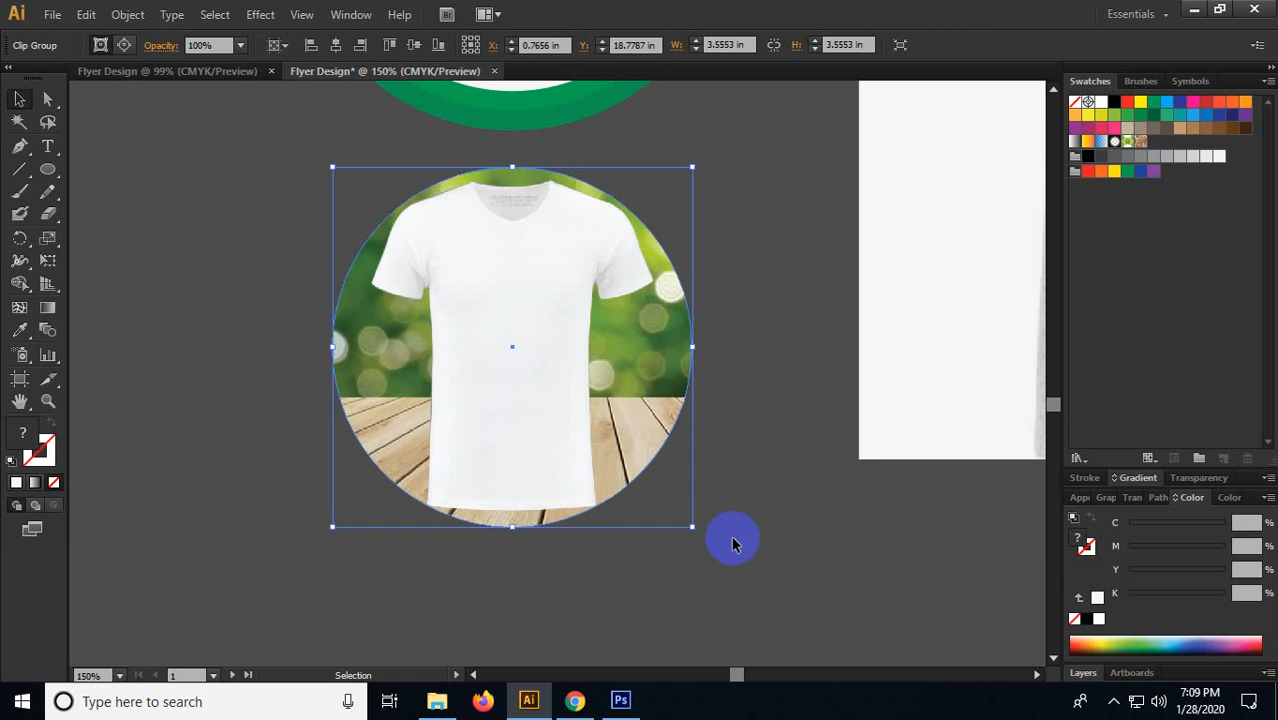 Ai File Edit Object Type Select Effect View Window Help Br Essentials
Clip Group Opacity: 100% X: 0.7656 in Y: 18.7787 in W: 3.5553 in H: 3.5553 in
Flyer Design @ 99% (CMYK/Preview) × Flyer Design* @ 150% (CMYK/Preview) ×
Swatches Brushes Symbols
T
?
Stroke Gradient Transparency
Appe Grap Tran Path Color Color
C %
M %
Y %
K %
?
150% 1 Selection
Layers Artboards
Type here to search Ai Ps 7:09 PM
1/28/2020